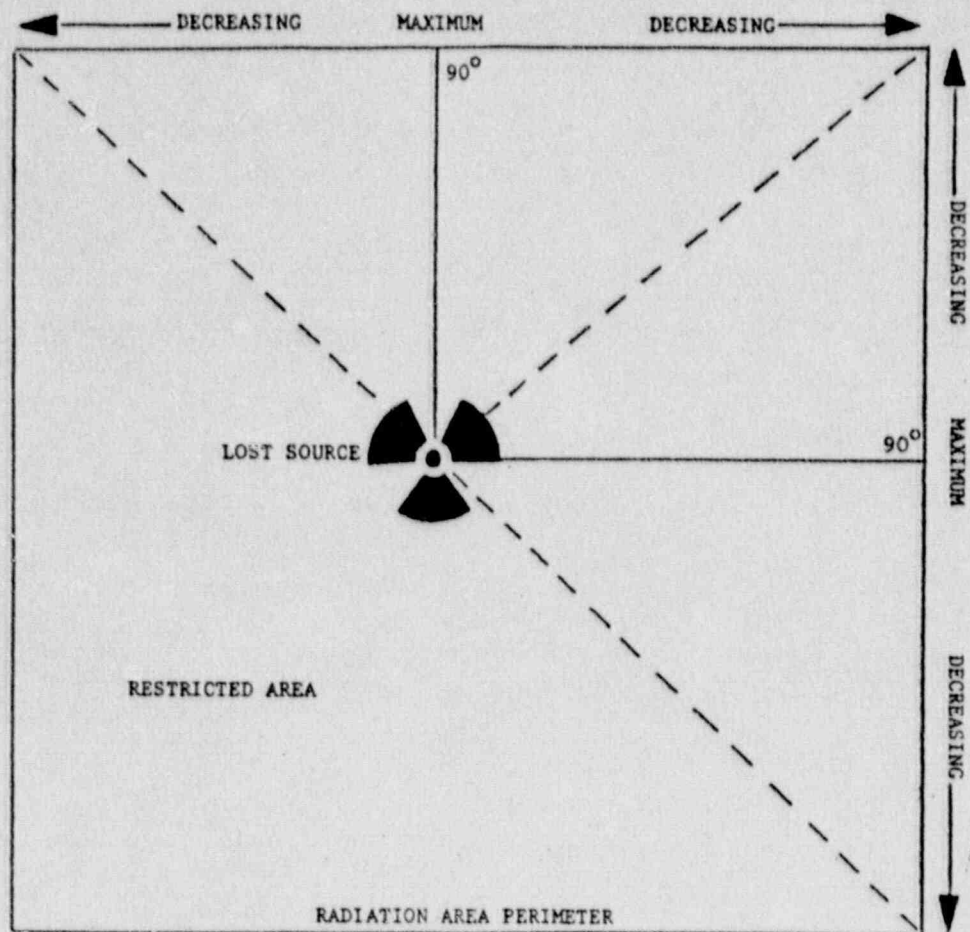 DECREASING MAXIMUM DECREASING
90°
DECREASING
LOST SOURCE
90°
MAXIMUM
RESTRICTED AREA
DECREASING
RADIATION AREA PERIMETER